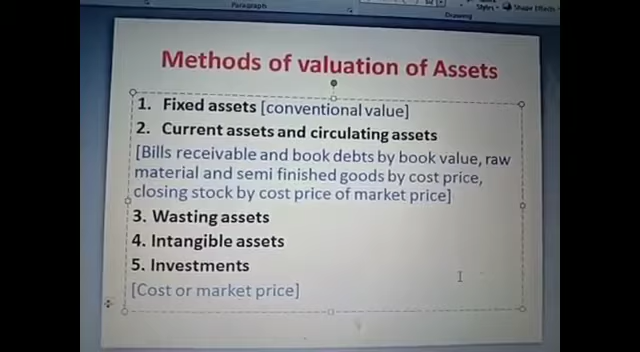 Paragraph
Drawing
Styles
Shape Effects
Methods of valuation of Assets
1. Fixed assets [conventional value]
2. Current assets and circulating assets
[Bills receivable and book debts by book value, raw
material and semi finished goods by cost price,
closing stock by cost price of market price]
3. Wasting assets
4. Intangible assets
5. Investments
[Cost or market price]